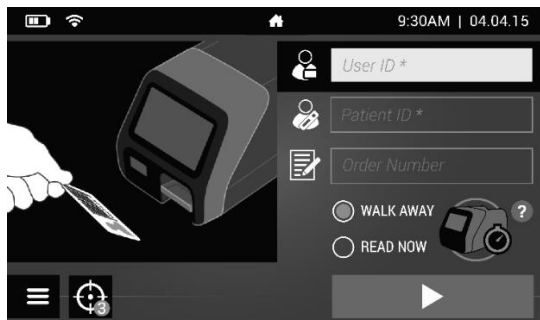 9:30AM | 04.04.15
User ID *
Patient ID *
Order Number
WALK AWAY
?
READ NOW
3